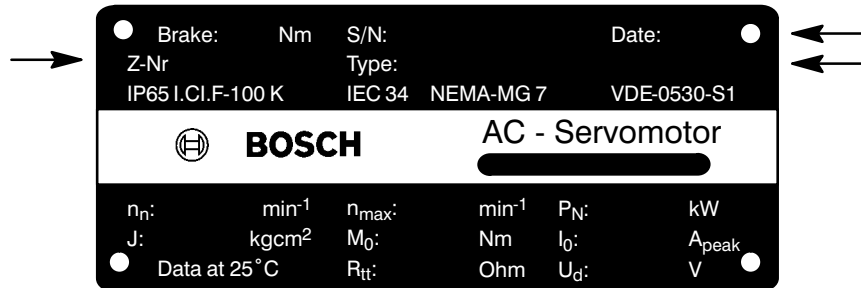 Brake: Nm S/N: Date:
Z-Nr Type:
IP65 I.Cl.F-100 K IEC 34 NEMA-MG 7 VDE-0530-S1
BOSCH AC - Servomotor
nn: min-1 nmax: min-1 PN: kW
J: kgcm2 M0: Nm I0: Apeak
Data at 25°C Rtt: Ohm Ud: V